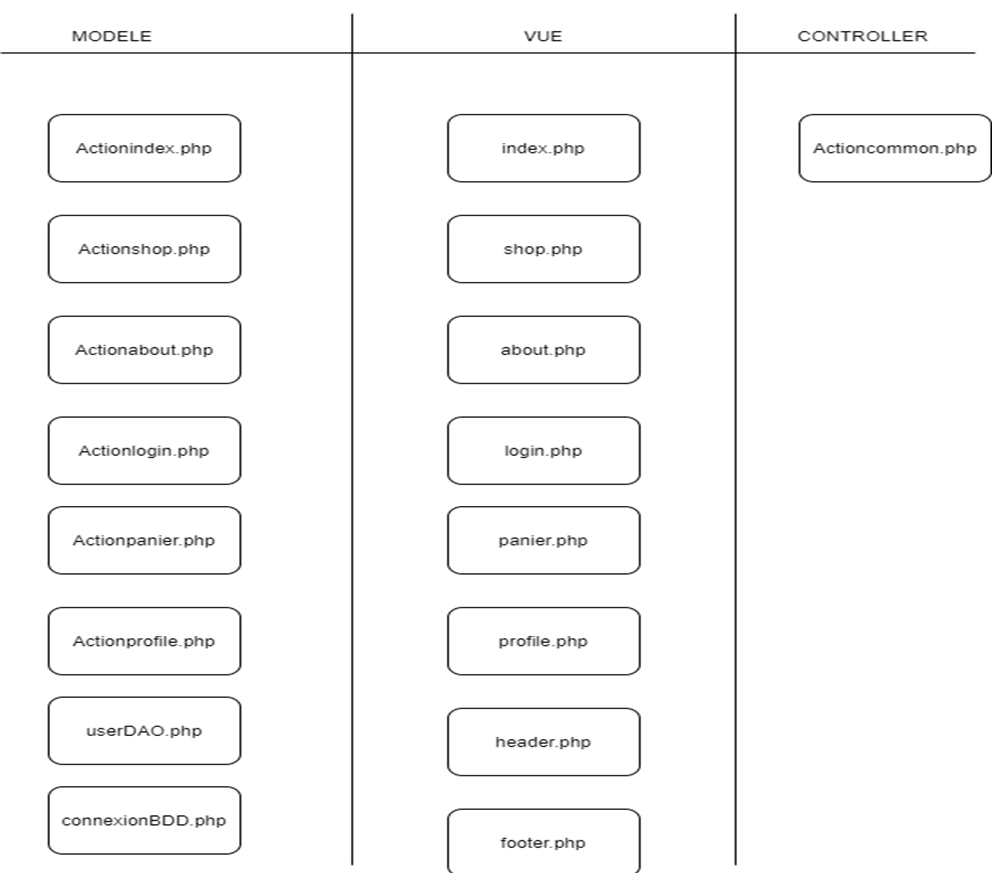 MODELE
VUE
CONTROLLER
Actionindex.php
index.php
Actioncommon.php
Actionshop.php
shop.php
Actionabout.php
about.php
Actionlogin.php
login.php
Actionpanier.php
panier.php
Actionprofile.php
profile.php
userDAO.php
header.php
connexionBDD.php
footer.php